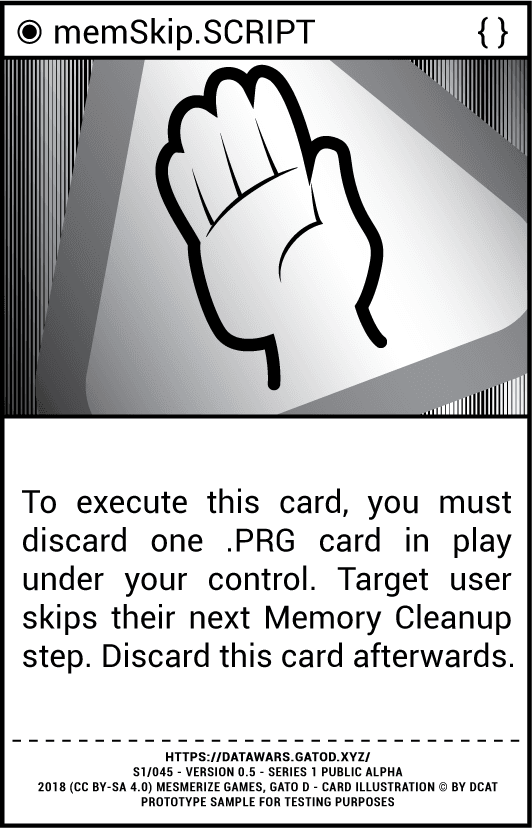 memSkip.SCRIPT { }
To execute this card, you must
discard one .PRG card in play
under your control. Target user
skips their next Memory Cleanup
step. Discard this card afterwards.
HTTPS://DATAWARS.GATOD.XYZ/
S1/045 - VERSION 0.5 - SERIES 1 PUBLIC ALPHA
2018 (CC BY-SA 4.0) MESMERIZE GAMES, GATO D - CARD ILLUSTRATION © BY DCAT
PROTOTYPE SAMPLE FOR TESTING PURPOSES